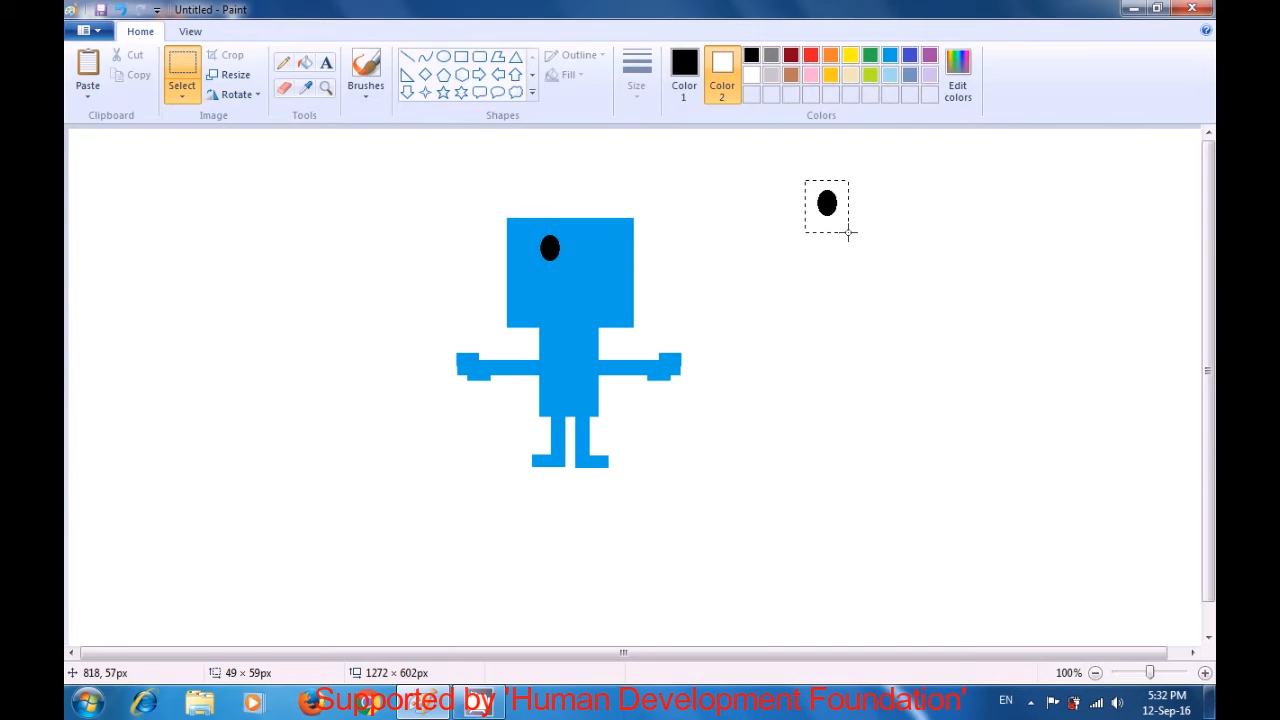 Untitled - Paint
Home
View
Paste
Cut
Copy
Clipboard
Select
Crop
Resize
Rotate
Image
Tools
Brushes
Shapes
Outline
Fill
Size
Color 1
Color 2
Edit colors
Colors
818, 57px
49 × 59px
1272 × 602px
100%
Supported by 'Human Development Foundation'
EN
5:32 PM
12-Sep-16